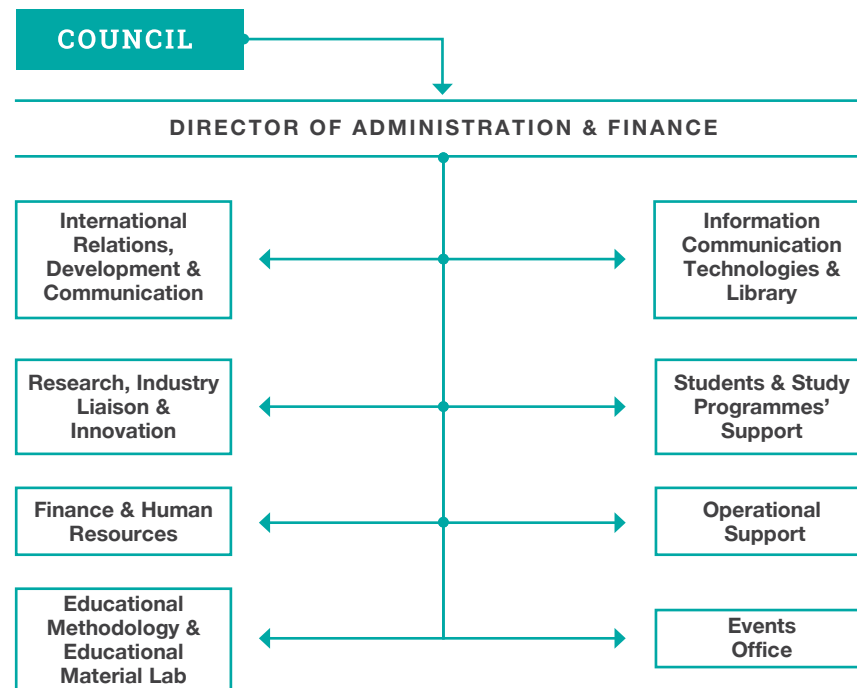 COUNCIL
DIRECTOR OF ADMINISTRATION & FINANCE
International
Relations,
Development &
Communication
Information
Communication
Technologies &
Library
Research, Industry
Liaison &
Innovation
Students & Study
Programmes’
Support
Finance & Human
Resources
Operational
Support
Educational
Methodology &
Educational
Material Lab
Events
Office